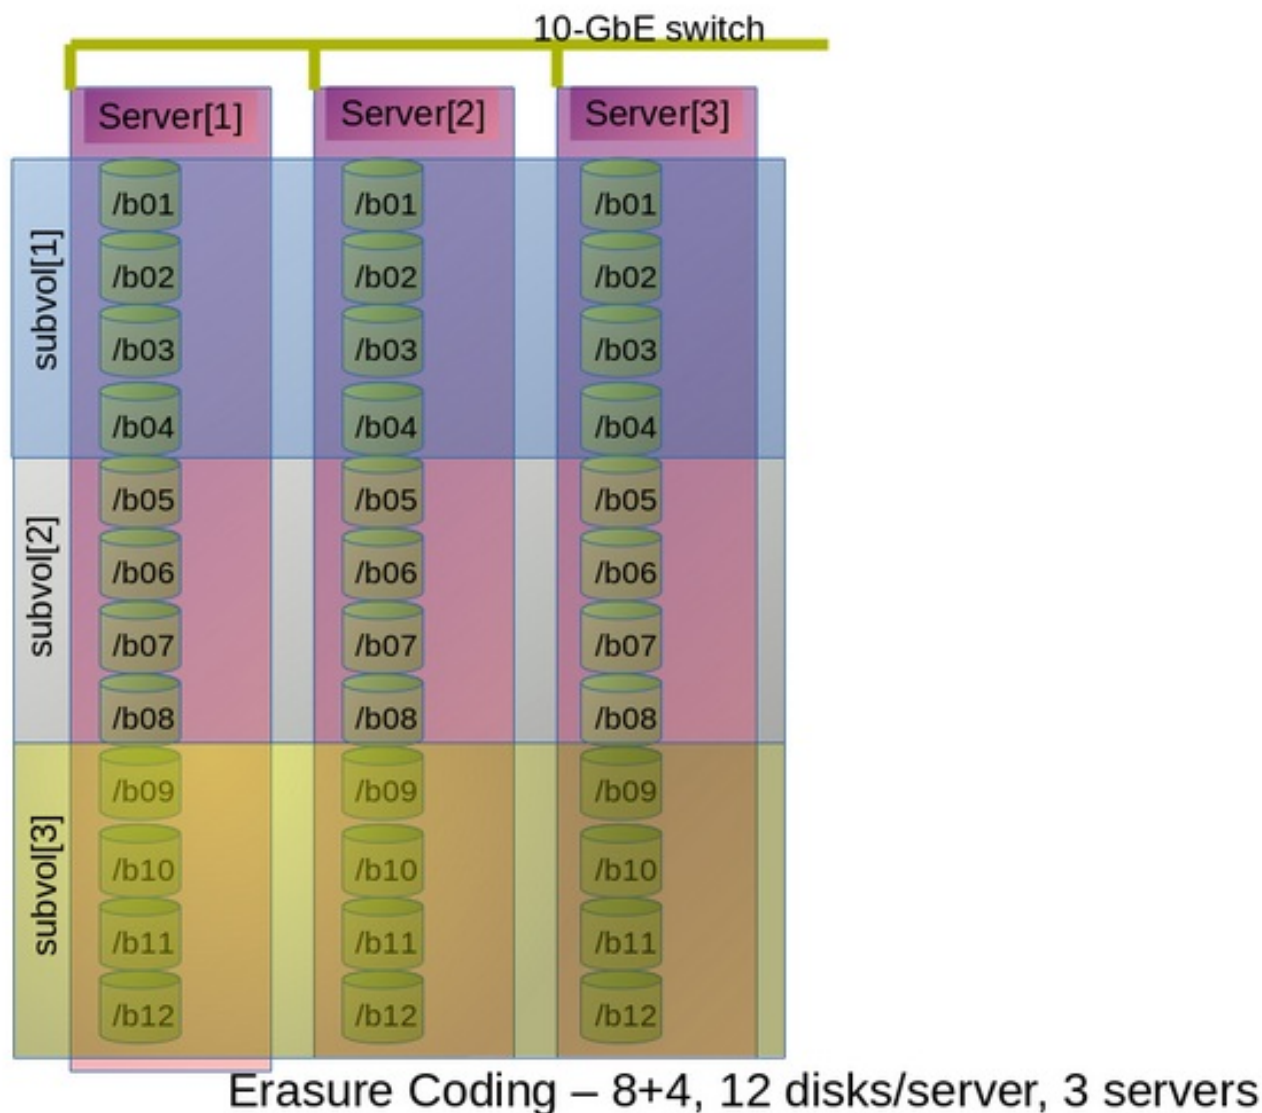 10-GbE switch
Server[1] Server[2] Server[3]
subvol[1]
/b01 /b01 /b01
/b02 /b02 /b02
/b03 /b03 /b03
/b04 /b04 /b04
subvol[2]
/b05 /b05 /b05
/b06 /b06 /b06
/b07 /b07 /b07
/b08 /b08 /b08
subvol[3]
/b09 /b09 /b09
/b10 /b10 /b10
/b11 /b11 /b11
/b12 /b12 /b12
Erasure Coding – 8+4, 12 disks/server, 3 servers